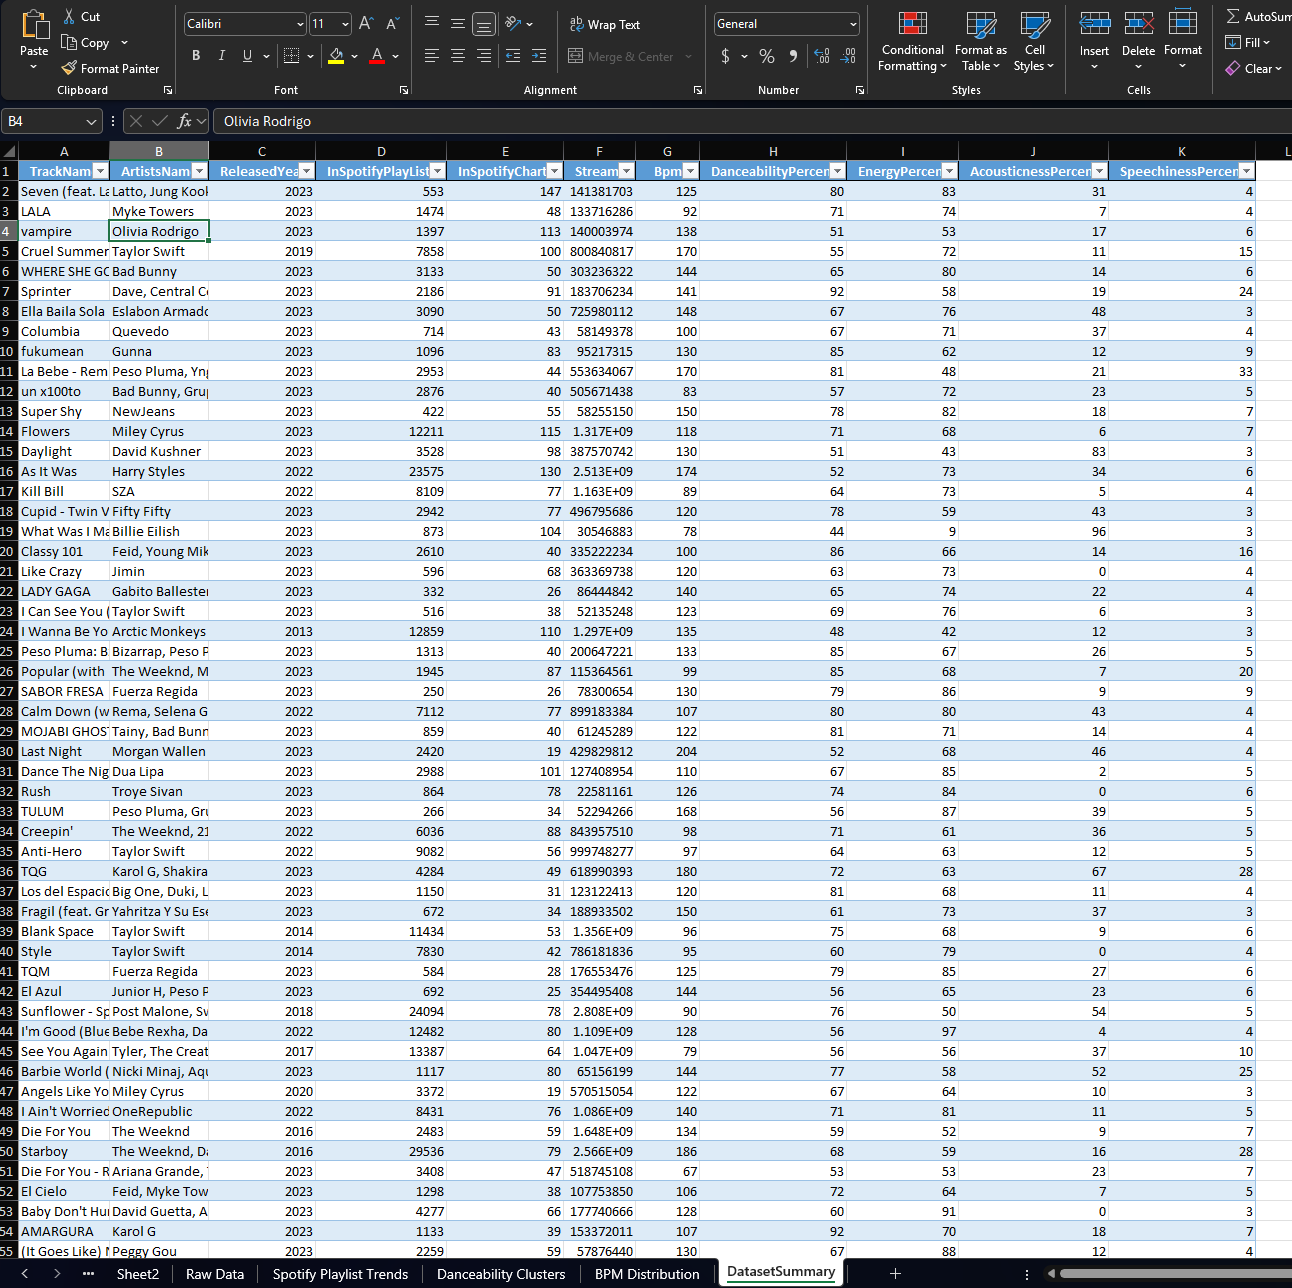 Paste
Cut
Copy
Format Painter
Clipboard
Calibri 11
B I U
Font
Wrap Text
Merge & Center
Alignment
General
$ % ,
Number
Conditional Formatting
Format as Table
Cell Styles
Styles
Insert
Delete
Format
Cells
AutoSum
Fill
Clear
B4 fx Olivia Rodrigo
A B C D E F G H I J K L
1 TrackNam ArtistsNam ReleasedYea InSpotifyPlayList InSpotifyChart Stream Bpm DanceabilityPercen EnergyPercen AcousticnessPercen SpeechinessPercen
2 Seven (feat. La Latto, Jung Kook 2023 553 147 141381703 125 80 83 31 4
3 LALA Myke Towers 2023 1474 48 133716286 92 71 74 7 4
4 vampire Olivia Rodrigo 2023 1397 113 140003974 138 51 53 17 6
5 Cruel Summer Taylor Swift 2019 7858 100 800840817 170 55 72 11 15
6 WHERE SHE GO Bad Bunny 2023 3133 50 303236322 144 65 80 14 6
7 Sprinter Dave, Central Ce 2023 2186 91 183706234 141 92 58 19 24
8 Ella Baila Sola Eslabon Armado 2023 3090 50 725980112 148 67 76 48 3
9 Columbia Quevedo 2023 714 43 58149378 100 67 71 37 4
10 fukumean Gunna 2023 1096 83 95217315 130 85 62 12 9
11 La Bebe - Rem Peso Pluma, Yng 2023 2953 44 553634067 170 81 48 21 33
12 un x100to Bad Bunny, Grup 2023 2876 40 505671438 83 57 72 23 5
13 Super Shy NewJeans 2023 422 55 58255150 150 78 82 18 7
14 Flowers Miley Cyrus 2023 12211 115 1.317E+09 118 71 68 6 7
15 Daylight David Kushner 2023 3528 98 387570742 130 51 43 83 3
16 As It Was Harry Styles 2022 23575 130 2.513E+09 174 52 73 34 6
17 Kill Bill SZA 2022 8109 77 1.163E+09 89 64 73 5 4
18 Cupid - Twin V Fifty Fifty 2023 2942 77 496795686 120 78 59 43 3
19 What Was I Ma Billie Eilish 2023 873 104 30546883 78 44 9 96 3
20 Classy 101 Feid, Young Mik 2023 2610 40 335222234 100 86 66 14 16
21 Like Crazy Jimin 2023 596 68 363369738 120 63 73 0 4
22 LADY GAGA Gabito Ballester 2023 332 26 86444842 140 65 74 22 4
23 I Can See You ( Taylor Swift 2023 516 38 52135248 123 69 76 6 3
24 I Wanna Be Yo Arctic Monkeys 2013 12859 110 1.297E+09 135 48 42 12 3
25 Peso Pluma: B Bizarrap, Peso P 2023 1313 40 200647221 133 85 67 26 5
26 Popular (with The Weeknd, M 2023 1945 87 115364561 99 85 68 7 20
27 SABOR FRESA Fuerza Regida 2023 250 26 78300654 130 79 86 9 9
28 Calm Down (w Rema, Selena G 2022 7112 77 899183384 107 80 80 43 4
29 MOJABI GHOST Tainy, Bad Bunn 2023 859 40 61245289 122 81 71 14 4
30 Last Night Morgan Wallen 2023 2420 19 429829812 204 52 68 46 4
31 Dance The Nig Dua Lipa 2023 2988 101 127408954 110 67 85 2 5
32 Rush Troye Sivan 2023 864 78 22581161 126 74 84 0 6
33 TULUM Peso Pluma, Gru 2023 266 34 52294266 168 56 87 39 5
34 Creepin' The Weeknd, 21 2022 6036 88 843957510 98 71 61 36 5
35 Anti-Hero Taylor Swift 2022 9082 56 999748277 97 64 63 12 5
36 TQG Karol G, Shakira 2023 4284 49 618990393 180 72 63 67 28
37 Los del Espacio Big One, Duki, L 2023 1150 31 123122413 120 81 68 11 4
38 Fragil (feat. Gr Yahritza Y Su Ese 2023 672 34 188933502 150 61 73 37 3
39 Blank Space Taylor Swift 2014 11434 53 1.356E+09 96 75 68 9 6
40 Style Taylor Swift 2014 7830 42 786181836 95 60 79 0 4
41 TQM Fuerza Regida 2023 584 28 176553476 125 79 85 27 6
42 El Azul Junior H, Peso P 2023 692 25 354495408 144 56 65 23 6
43 Sunflower - Sp Post Malone, Sw 2018 24094 78 2.808E+09 90 76 50 54 5
44 I'm Good (Blue Bebe Rexha, Da 2022 12482 80 1.109E+09 128 56 97 4 4
45 See You Again Tyler, The Creat 2017 13387 64 1.047E+09 79 56 56 37 10
46 Barbie World ( Nicki Minaj, Aqu 2023 1117 80 65156199 144 77 58 52 25
47 Angels Like Yo Miley Cyrus 2020 3372 19 570515054 122 67 64 10 3
48 I Ain't Worried OneRepublic 2022 8431 76 1.086E+09 140 71 81 11 5
49 Die For You The Weeknd 2016 2483 59 1.648E+09 134 59 52 9 7
50 Starboy The Weeknd, Da 2016 29536 79 2.566E+09 186 68 59 16 28
51 Die For You - R Ariana Grande, 2023 3408 47 518745108 67 53 53 23 7
52 El Cielo Feid, Myke Tow 2023 1298 38 107753850 106 72 64 7 5
53 Baby Don't Hur David Guetta, A 2023 4277 66 177740666 128 60 91 0 3
54 AMARGURA Karol G 2023 1133 39 153372011 107 92 70 18 7
55 (It Goes Like) N Peggy Gou 2023 2259 59 57876440 130 67 88 12 4
Sheet2 Raw Data Spotify Playlist Trends Danceability Clusters BPM Distribution DatasetSummary